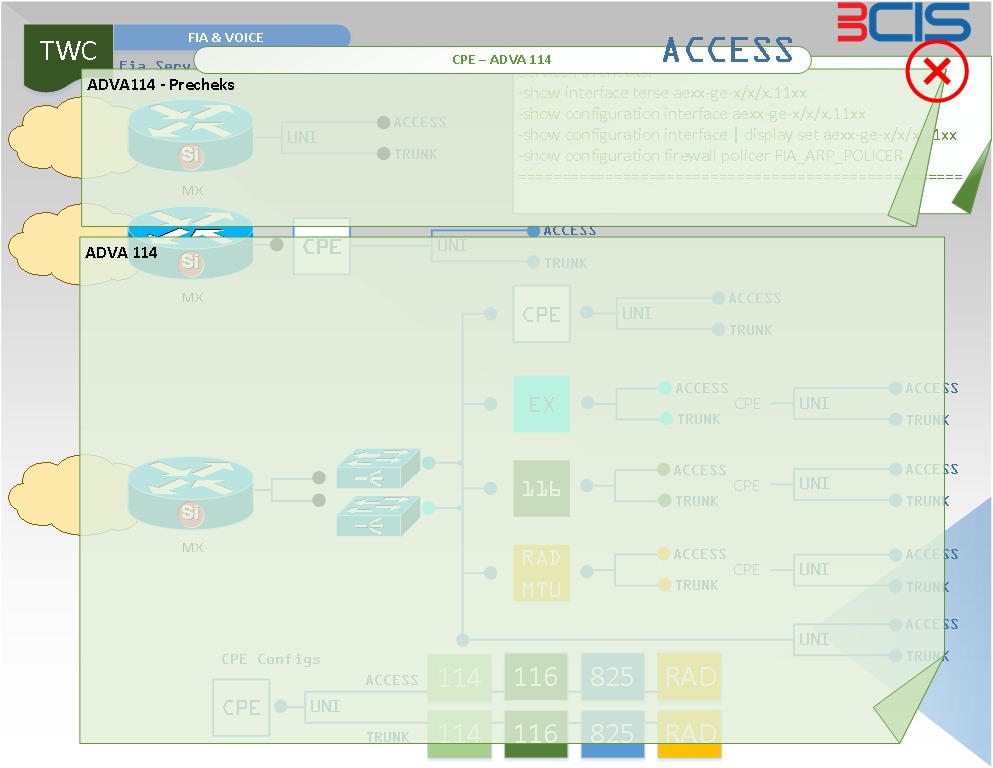 3CIS
TWC
FIA & VOICE
ACCESS
CPE – ADVA 114
ADVA114 - Precheks
-show interface terse aexx-ge-x/x/x.11xx
-show configuration interface aexx-ge-x/x/x.11xx
-show configuration interface | display set aexx-ge-x/x/x.11xx
-show configuration firewall policer FIA_ARP_POLICER
UNI
ACCESS
TRUNK
Si
MX
ADVA 114
CPE
UNI
ACCESS
TRUNK
Si
MX
CPE
UNI
ACCESS
TRUNK
EX
ACCESS
TRUNK
CPE
UNI
ACCESS
TRUNK
116
ACCESS
TRUNK
CPE
UNI
ACCESS
TRUNK
Si
MX
RAD
MTU
ACCESS
TRUNK
CPE
UNI
ACCESS
TRUNK
UNI
ACCESS
TRUNK
CPE Configs
CPE
UNI
ACCESS
114
116
825
RAD
TRUNK
114
116
825
RAD